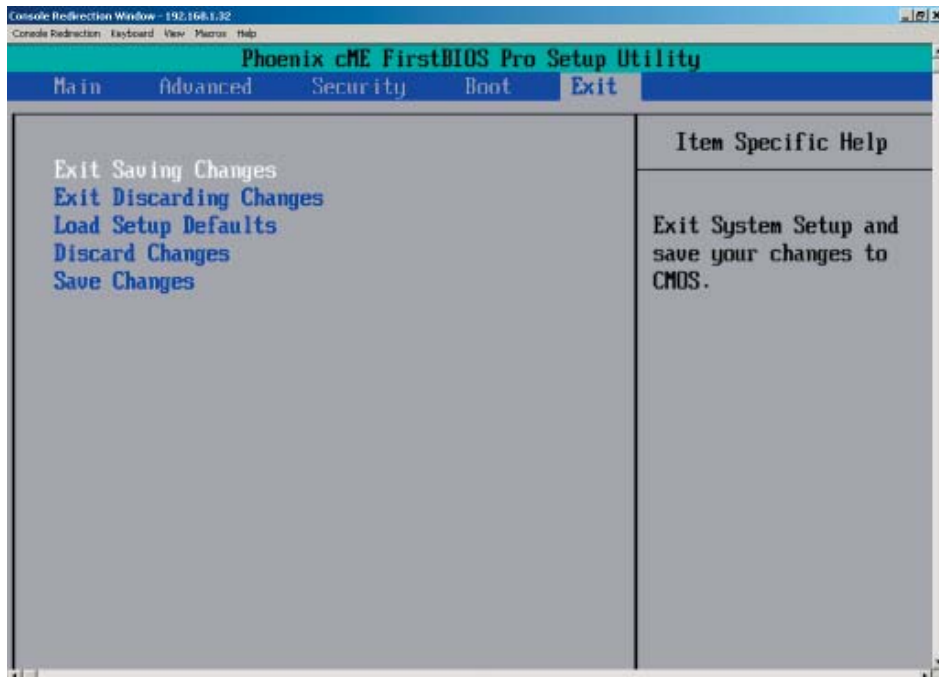 Console Redirection Window - 192.168.1.32
Console Redirection Keyboard View Macros Help
Phoenix cME FirstBIOS Pro Setup Utility
Main Advanced Security Boot Exit
Item Specific Help
Exit Saving Changes
Exit Discarding Changes
Load Setup Defaults
Discard Changes
Save Changes
Exit System Setup and
save your changes to
CMOS.